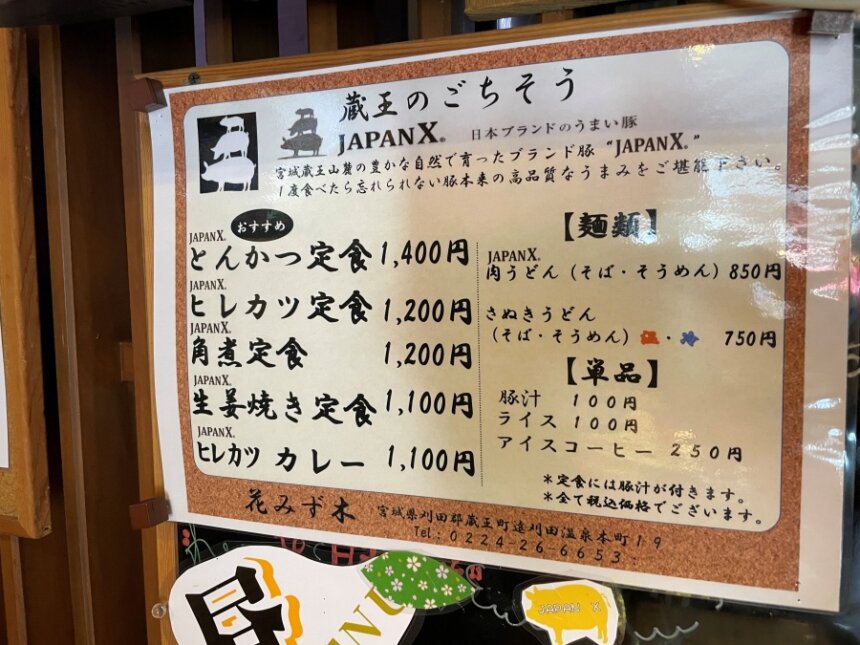 蔵王のごちそう
JAPAN X® 日本ブランドのうまい豚
宮城蔵王山麓の豊かな自然で育ったブランド豚 “JAPAN X®”
1度食べたら忘れられない豚本来の高品質なうまみをご堪能下さい。
おすすめ
JAPAN X®
とんかつ定食 1,400円
JAPAN X®
ヒレカツ定食 1,200円
JAPAN X®
角煮定食 1,200円
JAPAN X®
生姜焼き定食 1,100円
JAPAN X®
ヒレカツ カレー 1,100円
【麺類】
JAPAN X®
肉うどん（そば・そうめん）850円
さぬきうどん
（そば・そうめん）温・冷 750円
【単品】
豚汁 100円
ライス 100円
アイスコーヒー 250円
＊定食には豚汁が付きます。
＊全て税込価格でございます。
花みず木 宮城県刈田郡蔵王町遠刈田温泉本町19
Tel:0224-26-6653
JAPAN X